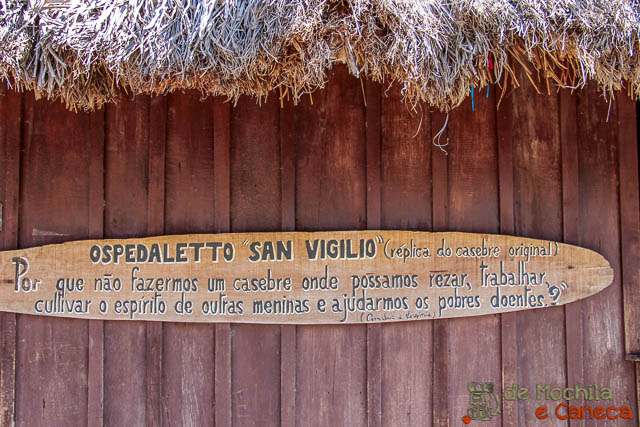 OSPEDALETTO "SAN VIGILIO" (réplica do casebre original)
Por que não fazermos um casebre onde possamos rezar, trabalhar,
cultivar o espírito de outras meninas e ajudarmos os pobres doentes.?
de Mochila
e Caneca